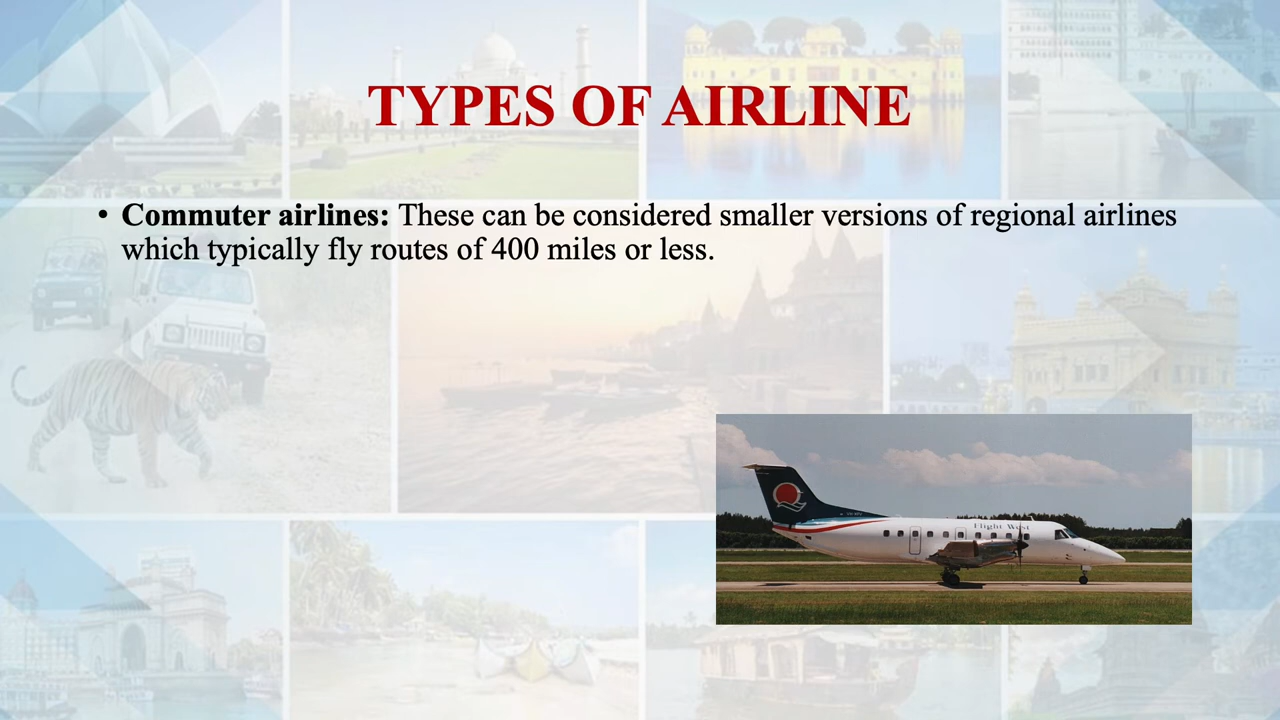 TYPES OF AIRLINE
• Commuter airlines: These can be considered smaller versions of regional airlines
which typically fly routes of 400 miles or less.
Flight West